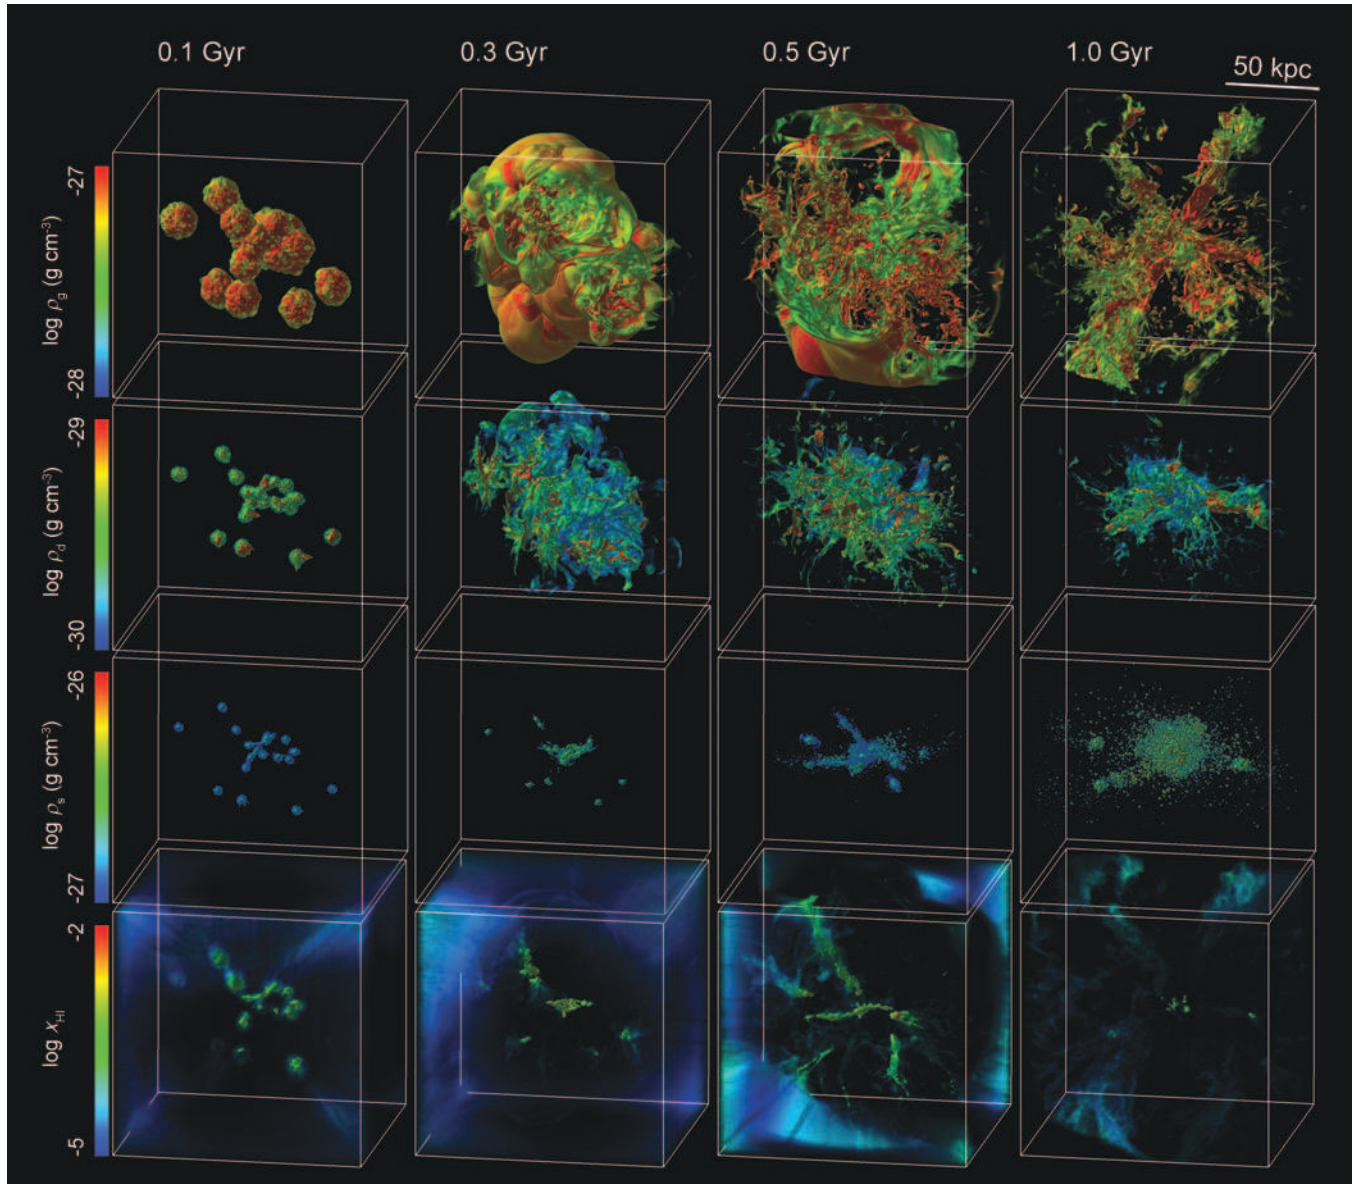 0.1 Gyr 0.3 Gyr 0.5 Gyr 1.0 Gyr
50 kpc
-27
log ρg (g cm⁻³)
-28
-29
log ρd (g cm⁻³)
-30
-26
log ρs (g cm⁻³)
-27
-2
log XHI
-5